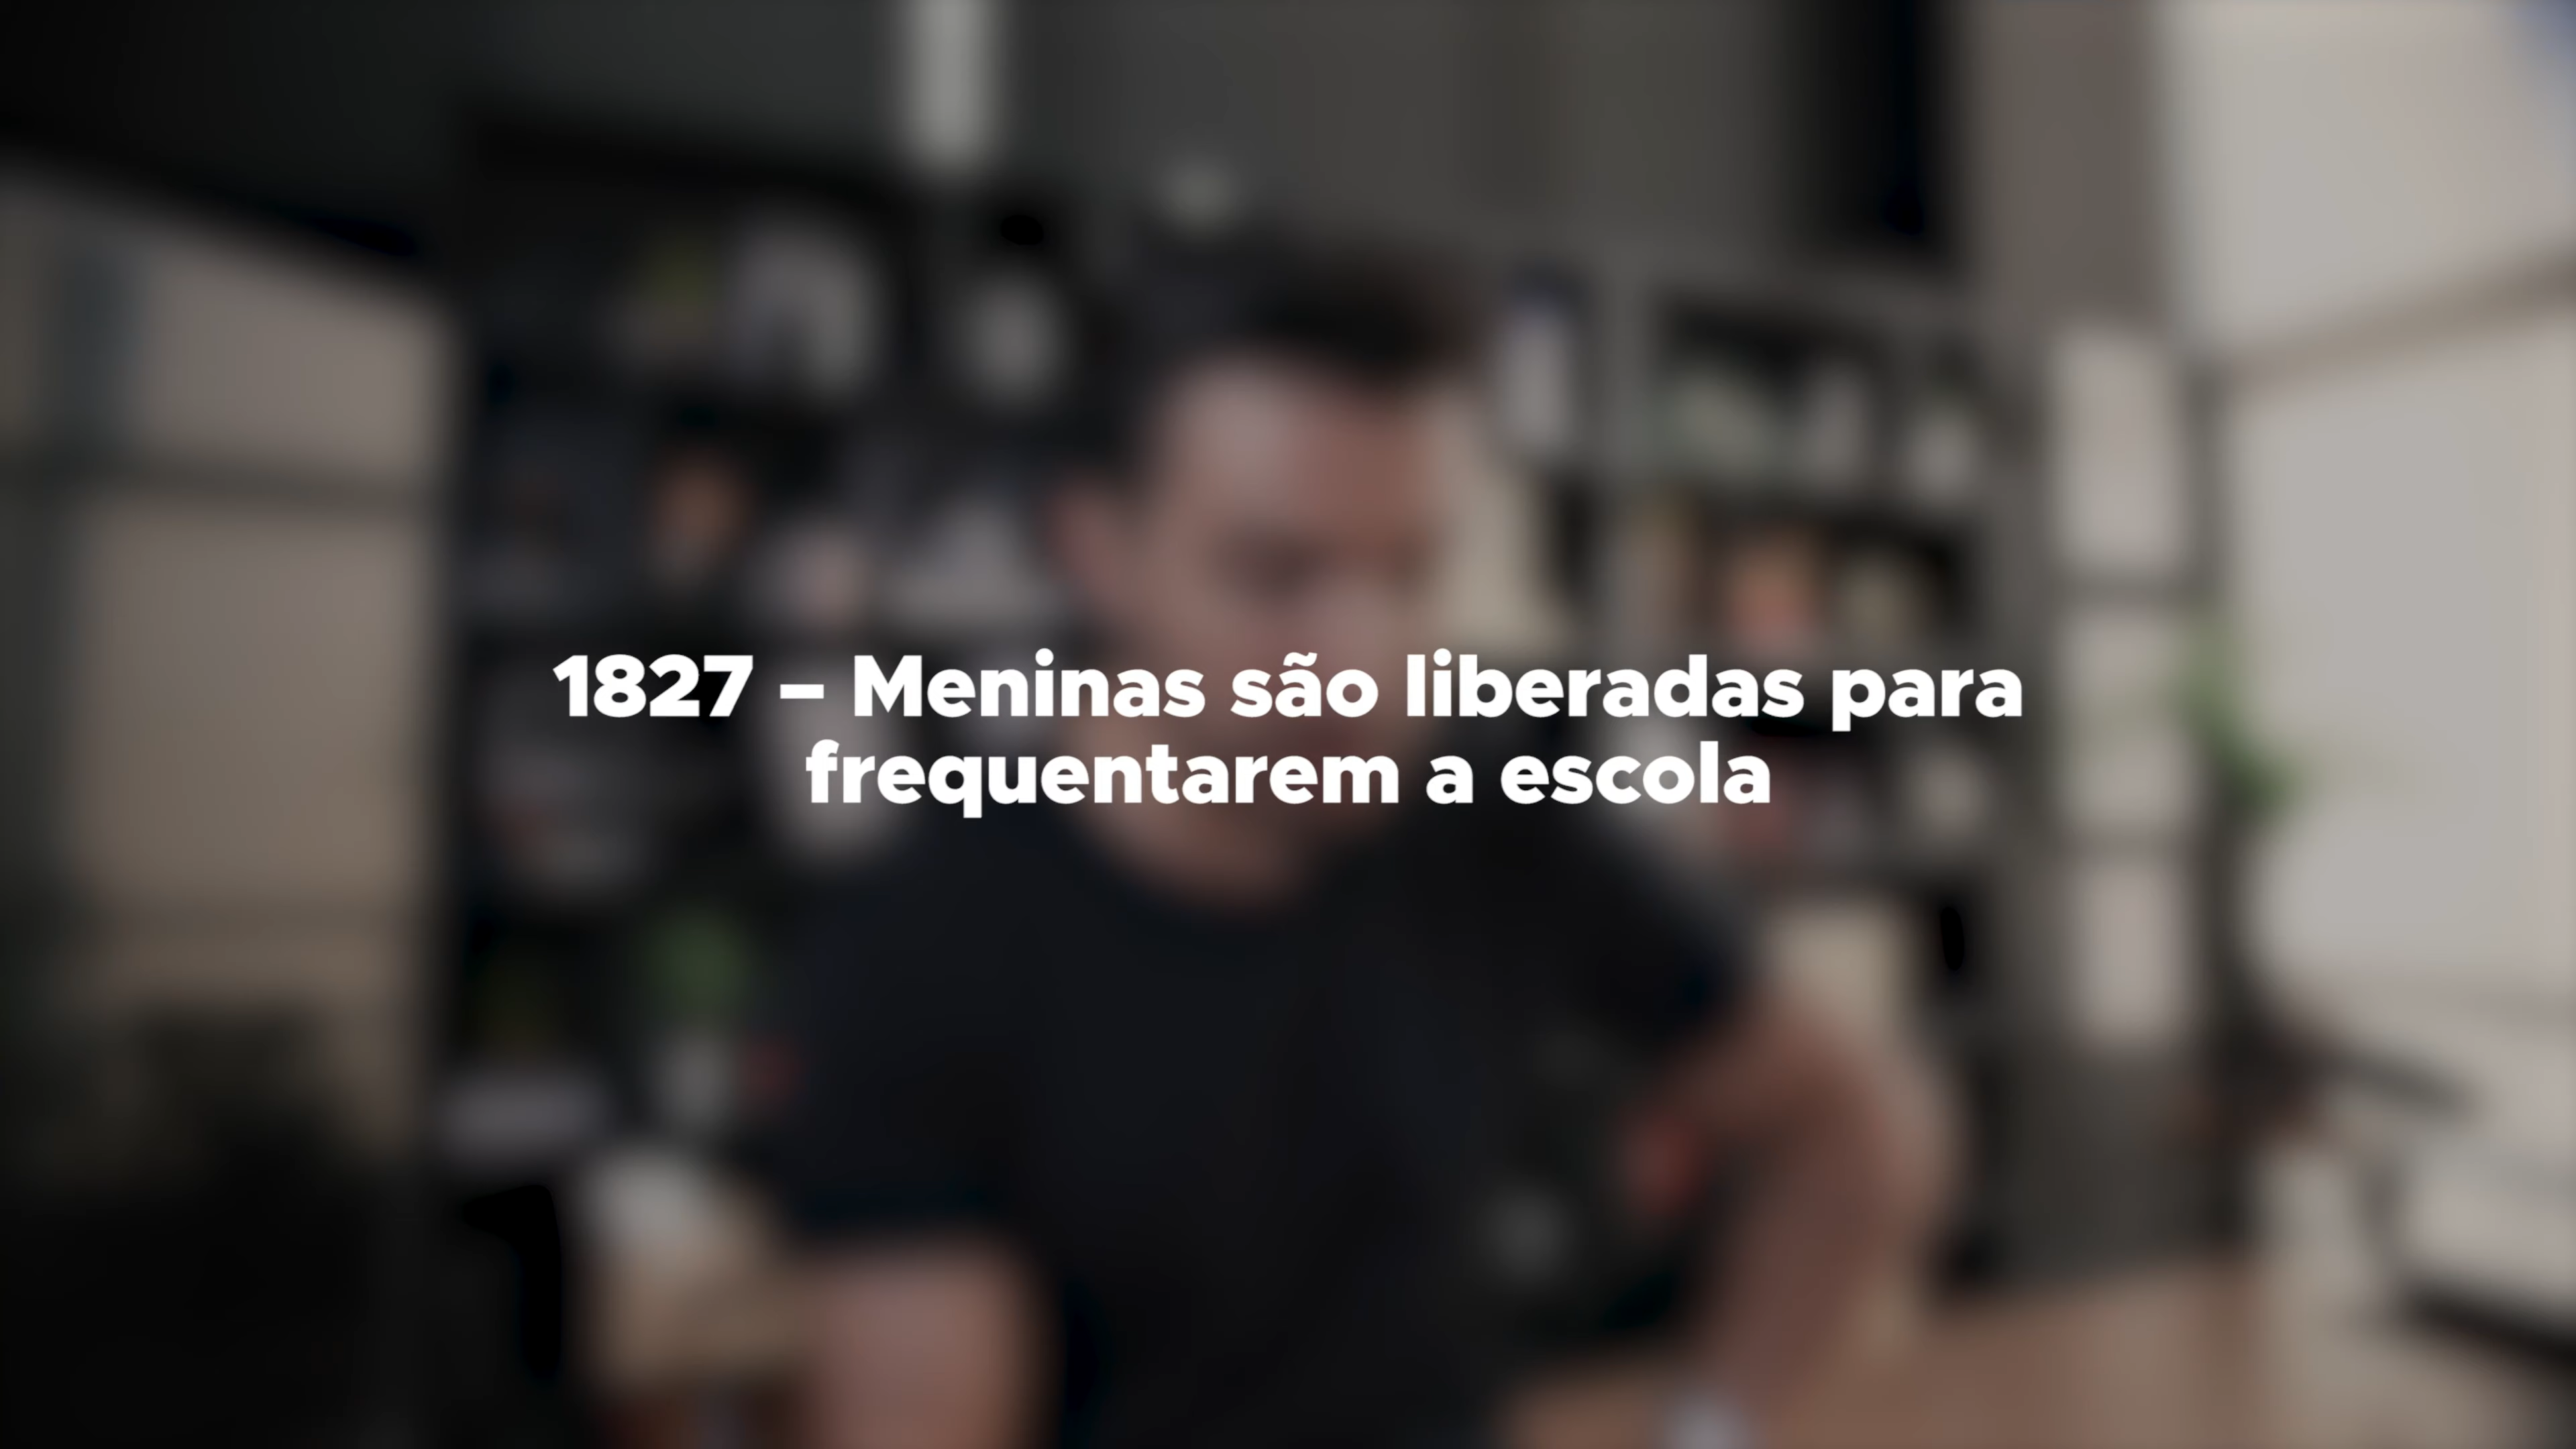 1827 – Meninas são liberadas para
frequentarem a escola